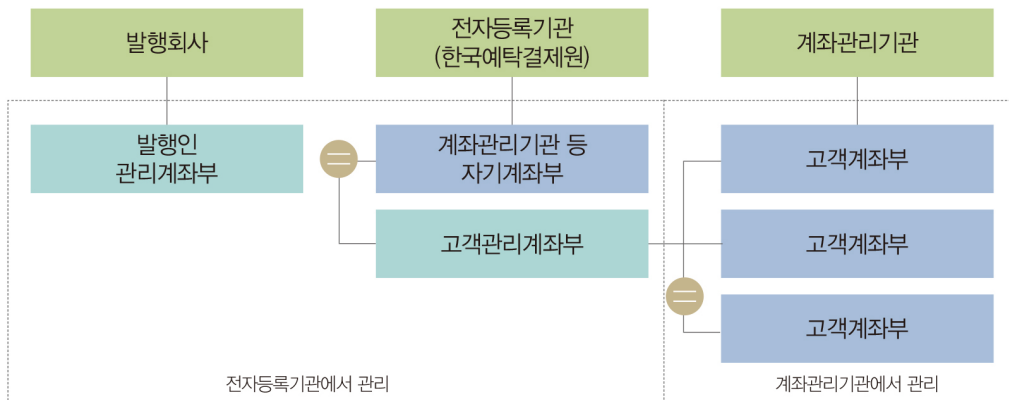 발행회사
전자등록기관
(한국예탁결제원)
계좌관리기관
발행인
관리계좌부
계좌관리기관 등
자기계좌부
고객계좌부
고객관리계좌부
고객계좌부
고객계좌부
전자등록기관에서 관리
계좌관리기관에서 관리